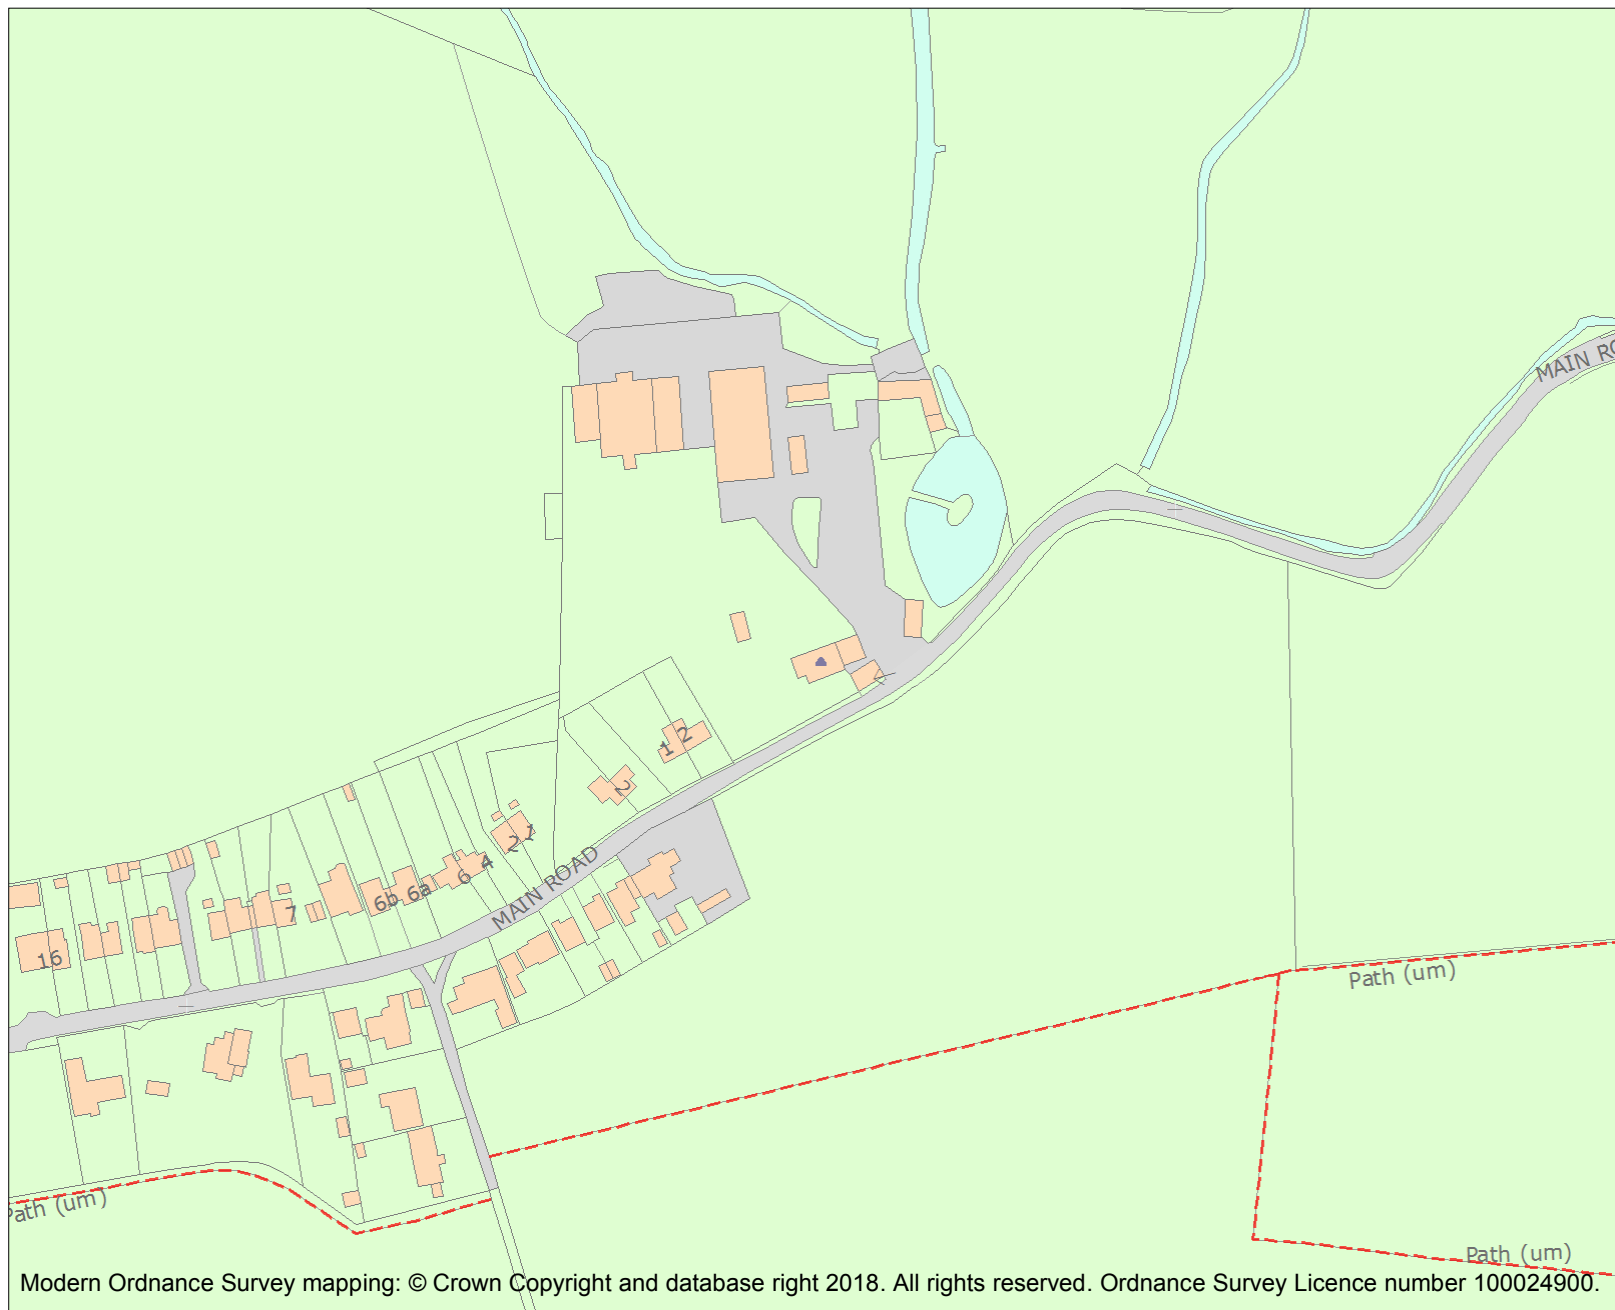 MAIN RO
1 2
2
2 1
4
6
6a
6b
7
MAIN ROAD
16
Path (um)
Path (um)
Path (um)
Modern Ordnance Survey mapping: © Crown Copyright and database right 2018. All rights reserved. Ordnance Survey Licence number 100024900.